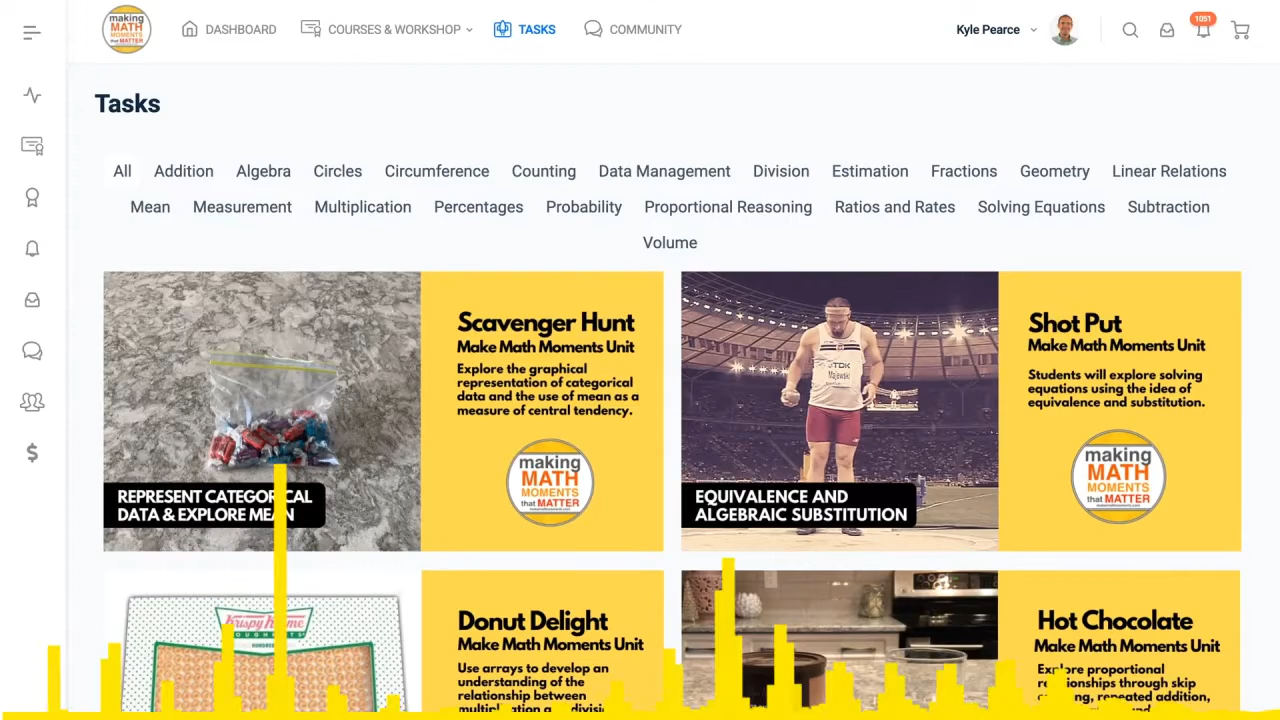 making
MATH
MOMENTS
that MATTER
DASHBOARD
COURSES & WORKSHOP
TASKS
COMMUNITY
Kyle Pearce
1051
Tasks
All Addition Algebra Circles Circumference Counting Data Management Division Estimation Fractions Geometry Linear Relations
Mean Measurement Multiplication Percentages Probability Proportional Reasoning Ratios and Rates Solving Equations Subtraction
Volume
REPRESENT CATEGORICAL
DATA & EXPLORE MEAN
Scavenger Hunt
Make Math Moments Unit
Explore the graphical
representation of categorical
data and the use of mean as a
measure of central tendency.
making
MATH
MOMENTS
that MATTER
TDK
Majewski
EQUIVALENCE AND
ALGEBRAIC SUBSTITUTION
Shot Put
Make Math Moments Unit
Students will explore solving
equations using the idea of
equivalence and substitution.
making
MATH
MOMENTS
that MATTER
Krispy Kreme
DOUGHNUTS
Donut Delight
Make Math Moments Unit
Use arrays to develop an
understanding of the
relationship between
Hot Chocolate
Make Math Moments Unit
Explore proportional
relationships through skip
repeated addition,